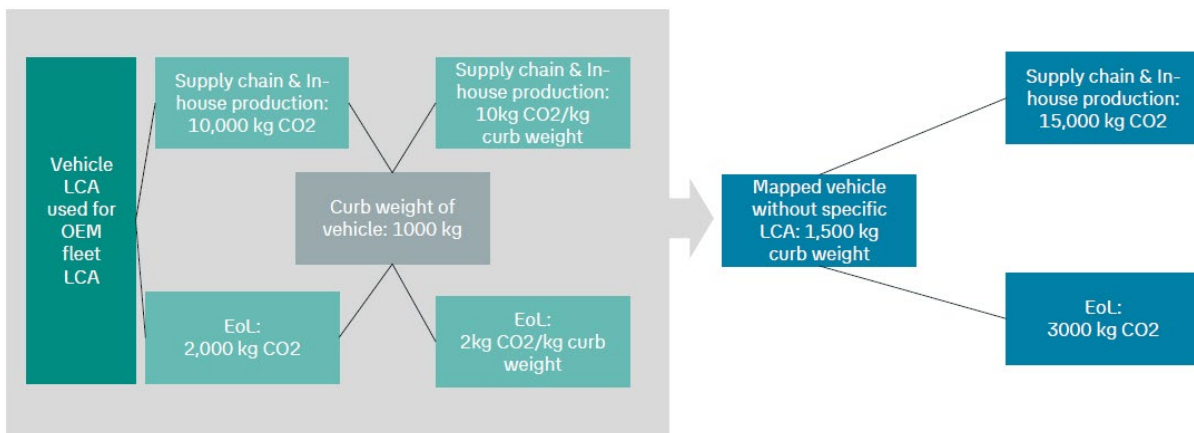 Vehicle
LCA
used for
OEM
fleet
LCA
Supply chain & In-
house production:
10,000 kg CO2
EoL:
2,000 kg CO2
Curb weight of
vehicle: 1000 kg
Supply chain & In-
house production:
10kg CO2/kg
curb weight
EoL:
2kg CO2/kg curb
weight
Mapped vehicle
without specific
LCA: 1,500 kg
curb weight
Supply chain & In-
house production:
15,000 kg CO2
EoL:
3000 kg CO2